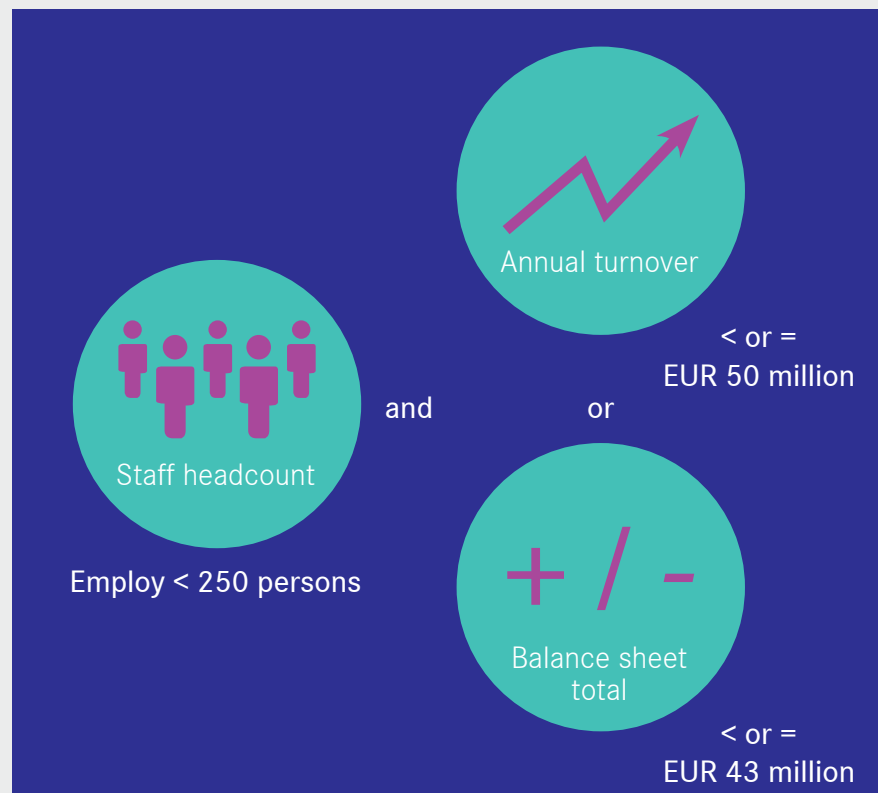 Staff headcount
Employ < 250 persons
and
Annual turnover
< or =
EUR 50 million
or
+ / -
Balance sheet
total
< or =
EUR 43 million